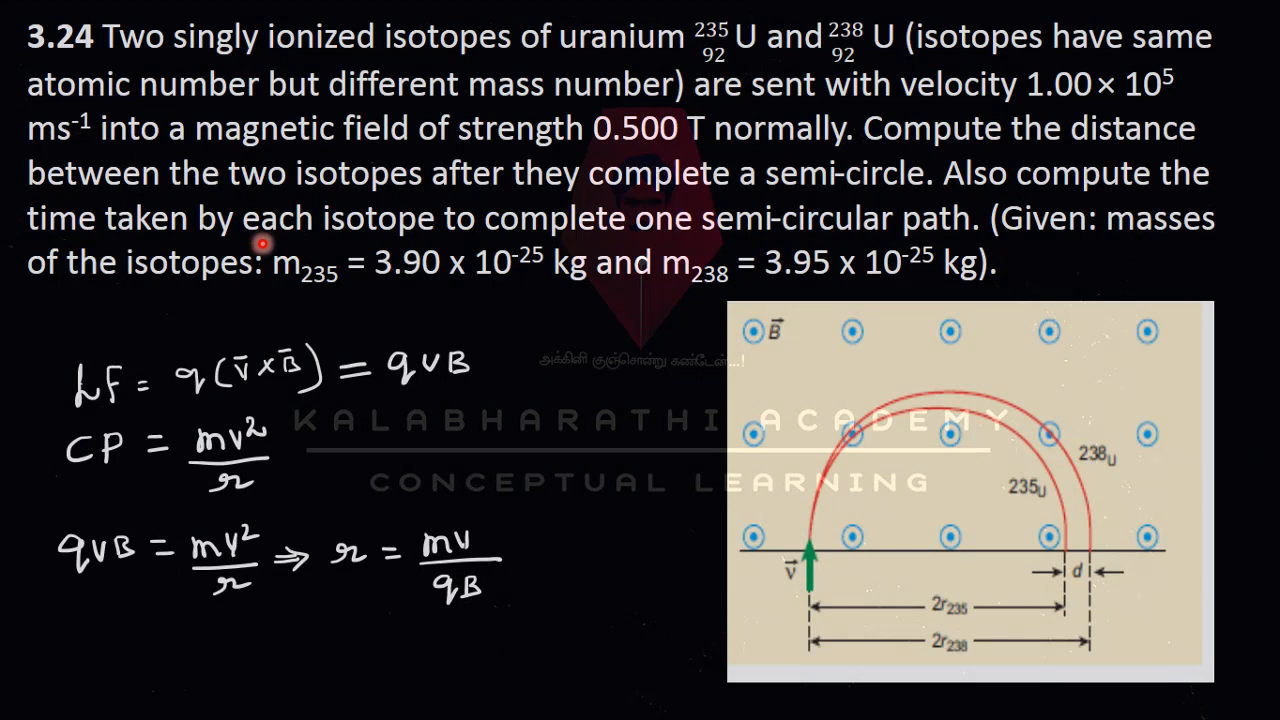 3.24 Two singly ionized isotopes of uranium ²³⁵₉₂U and ²³⁸₉₂ U (isotopes have same
atomic number but different mass number) are sent with velocity 1.00 × 10⁵
ms⁻¹ into a magnetic field of strength 0.500 T normally. Compute the distance
between the two isotopes after they complete a semi-circle. Also compute the
time taken by each isotope to complete one semi-circular path. (Given: masses
of the isotopes: m₂₃₅ = 3.90 x 10⁻²⁵ kg and m₂₃₈ = 3.95 x 10⁻²⁵ kg).
LF = q (v̄ × B̄) = qVB
CP = mv²/r
qVB = mv²/r ⇒ r = mv/qB
அக்கினி குஞ்சொன்று கண்டேன்...!
KALABHARATHI ACADEMY
CONCEPTUAL LEARNING
B⃗
238U
235U
v⃗
d
2r₂₃₅
2r₂₃₈